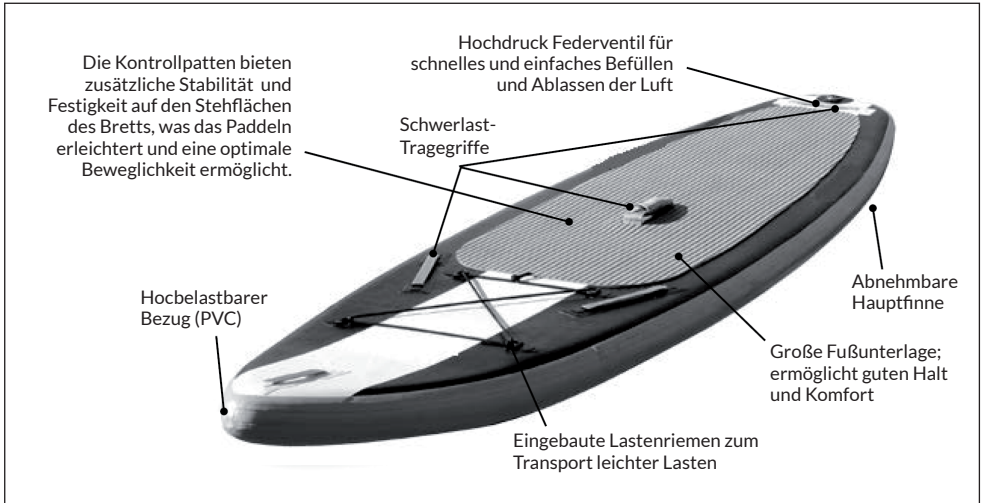 Die Kontrollpatten bieten
zusätzliche Stabilität und
Festigkeit auf den Stehflächen
des Bretts, was das Paddeln
erleichtert und eine optimale
Beweglichkeit ermöglicht.
Hochdruck Federventil für
schnelles und einfaches Befüllen
und Ablassen der Luft
Schwerlast-
Tragegriffe
Hocbelastbarer
Bezug (PVC)
Abnehmbare
Hauptfinne
Große Fußunterlage;
ermöglicht guten Halt
und Komfort
Eingebaute Lastenriemen zum
Transport leichter Lasten